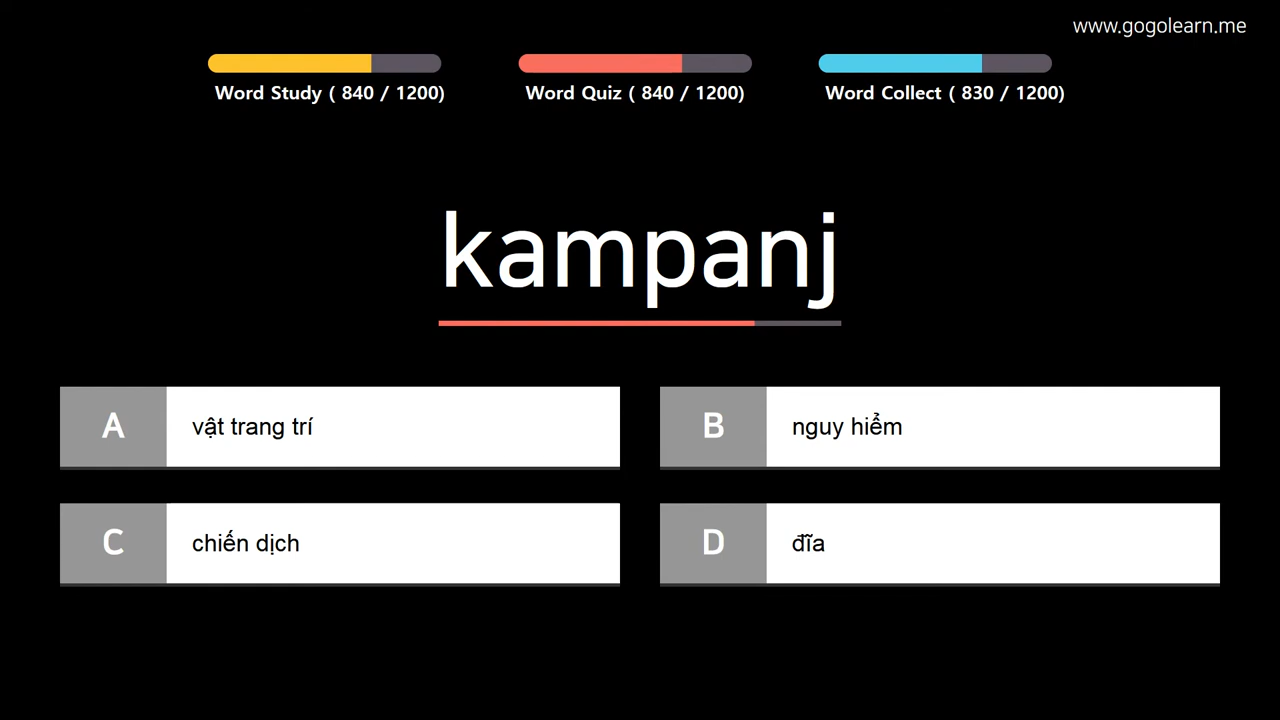 www.gogolearn.me
Word Study ( 840 / 1200)
Word Quiz ( 840 / 1200)
Word Collect ( 830 / 1200)
kampanj
A vật trang trí
B nguy hiểm
C chiến dịch
D đĩa